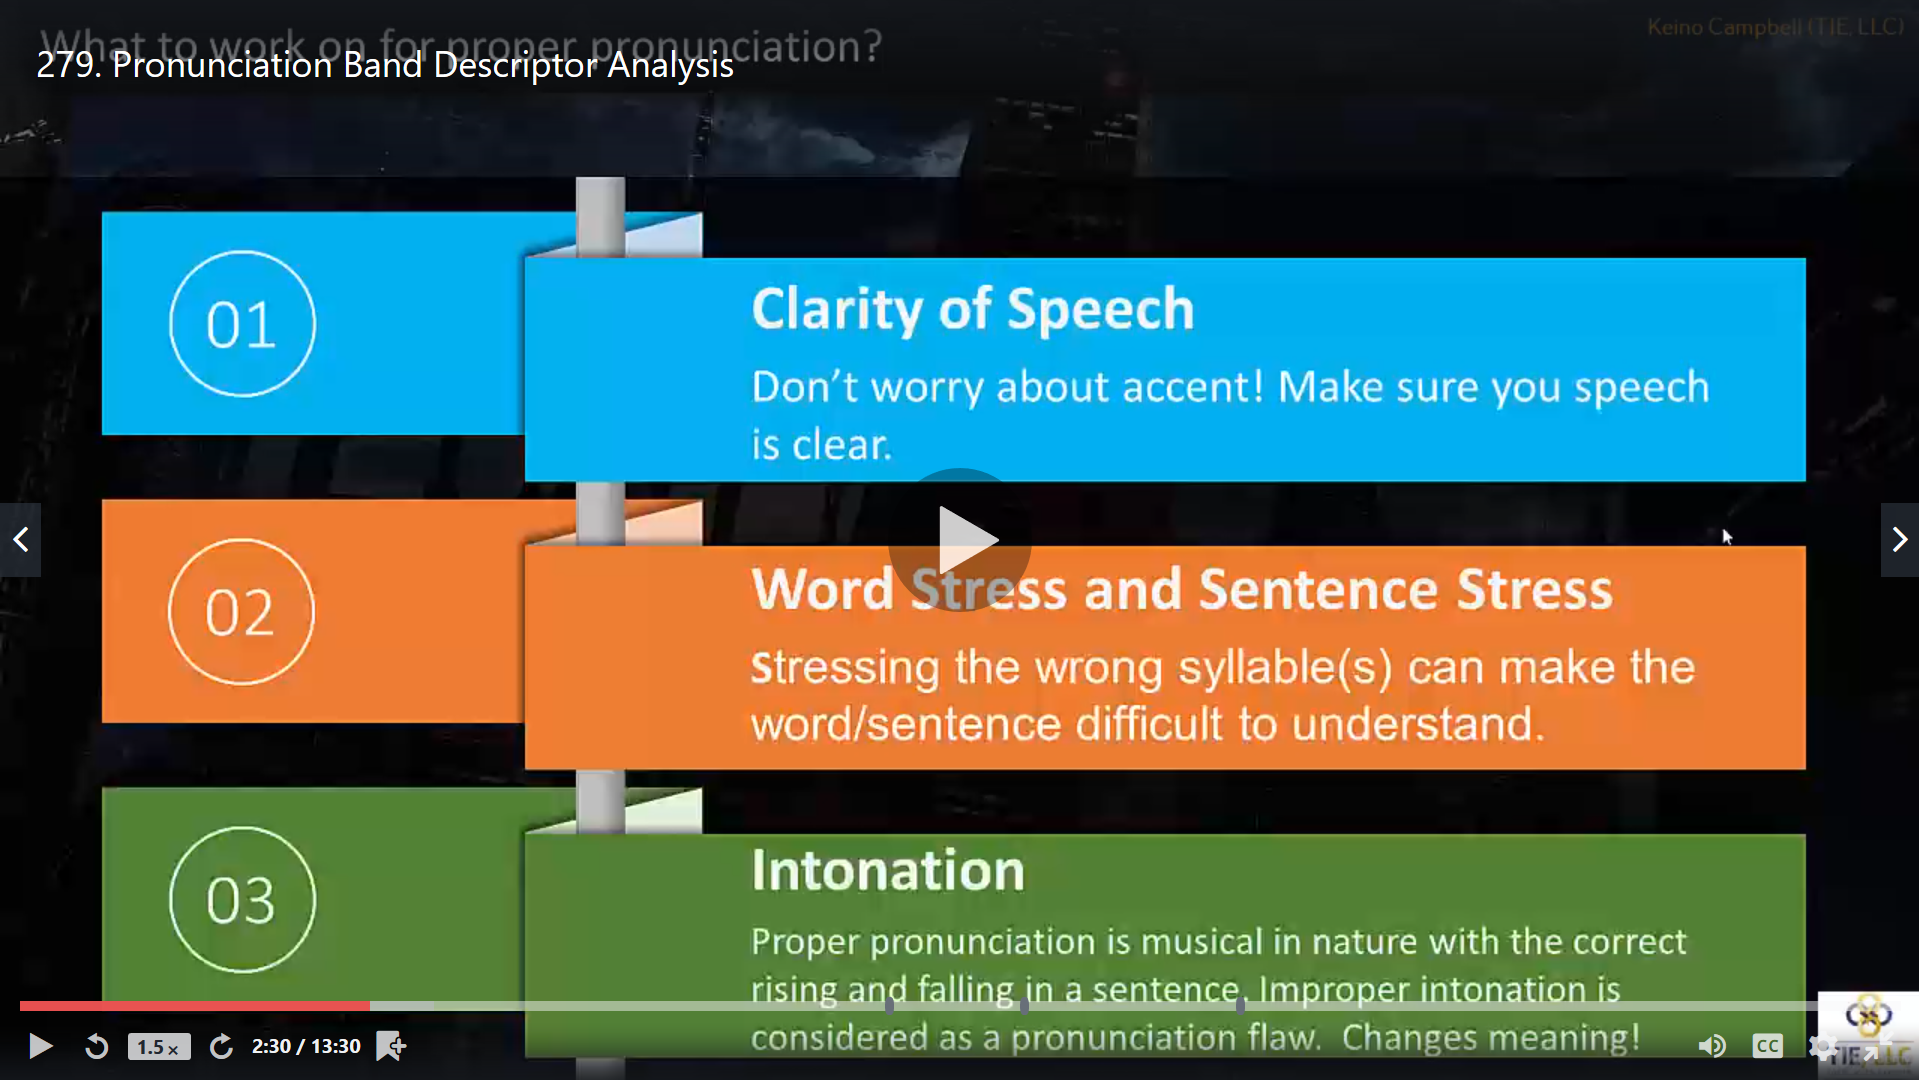 What to work on for proper pronunciation?
Keino Campbell (TIE, LLC)
279. Pronunciation Band Descriptor Analysis
01
Clarity of Speech
Don't worry about accent! Make sure you speech
is clear.
02
Word Stress and Sentence Stress
Stressing the wrong syllable(s) can make the
word/sentence difficult to understand.
03
Intonation
Proper pronunciation is musical in nature with the correct
rising and falling in a sentence. Improper intonation is
considered as a pronunciation flaw. Changes meaning!
1.5×
2:30 / 13:30
CC
TIE, LLC